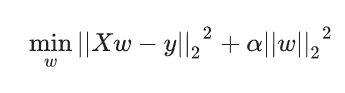 min ||Xw − y||₂² + α||w||₂²
w